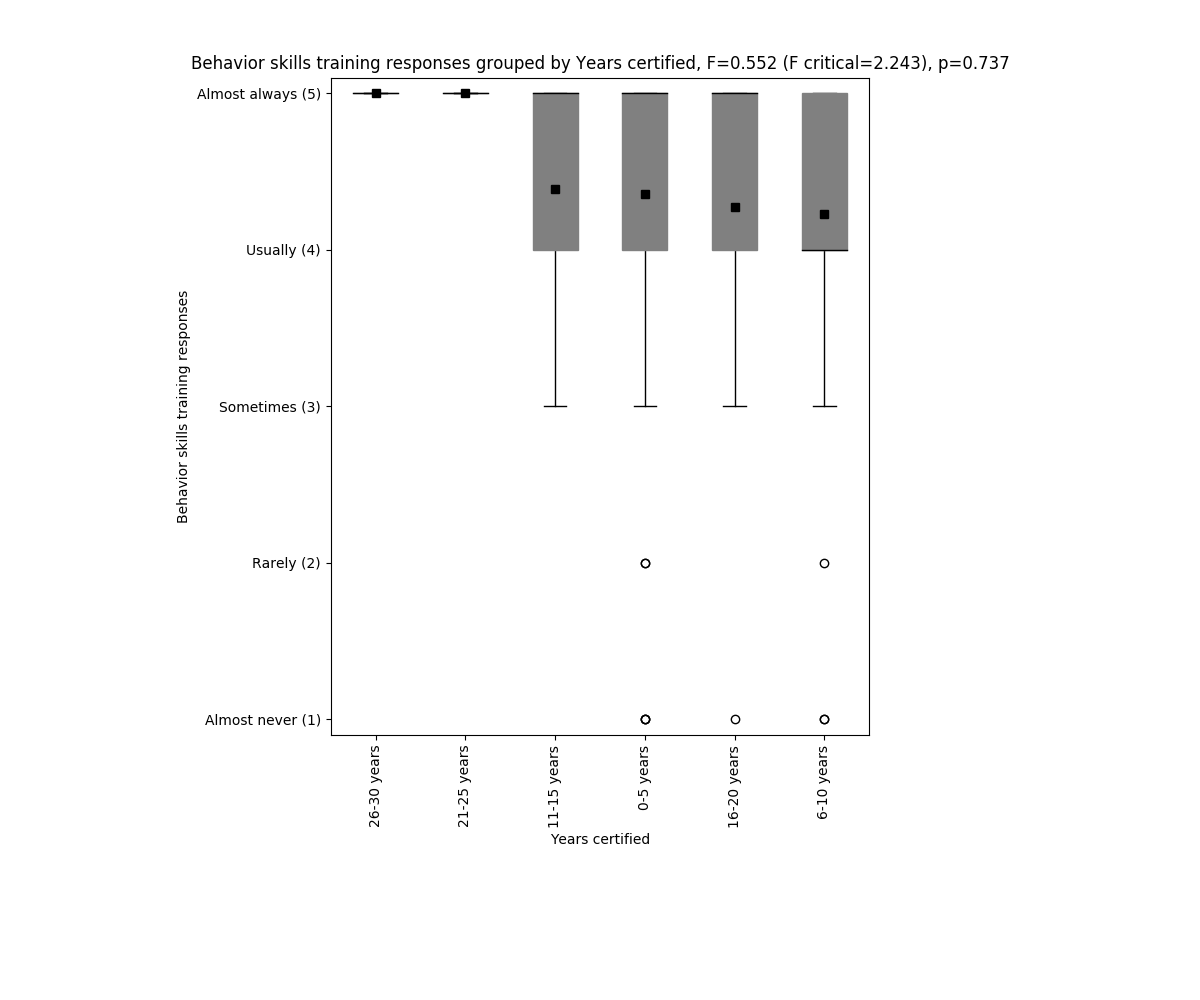 Behavior skills training responses grouped by Years certified, F=0.552 (F critical=2.243), p=0.737
Almost always (5)
Usually (4)
Sometimes (3)
Rarely (2)
Almost never (1)
Behavior skills training responses
26-30 years
21-25 years
11-15 years
0-5 years
16-20 years
6-10 years
Years certified